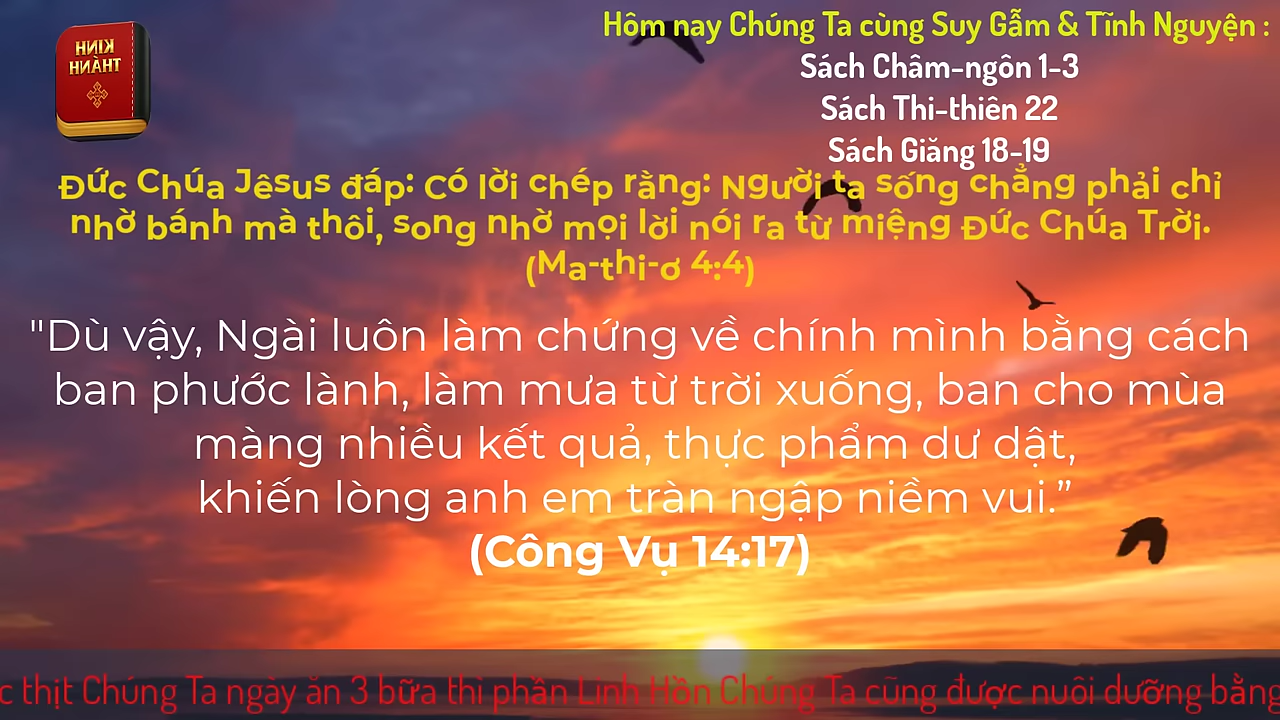 KINH
THÁNH
Hôm nay Chúng Ta cùng Suy Gẫm & Tĩnh Nguyện :
Sách Châm-ngôn 1-3
Sách Thi-thiên 22
Sách Giăng 18-19
Đức Chúa Jêsus đáp: Có lời chép rằng: Người ta sống chẳng phải chỉ
nhờ bánh mà thôi, song nhờ mọi lời nói ra từ miệng Đức Chúa Trời.
(Ma-thi-ơ 4:4)
"Dù vậy, Ngài luôn làm chứng về chính mình bằng cách
ban phước lành, làm mưa từ trời xuống, ban cho mùa
màng nhiều kết quả, thực phẩm dư dật,
khiến lòng anh em tràn ngập niềm vui.”
(Công Vụ 14:17)
c thịt Chúng Ta ngày ăn 3 bữa thì phần Linh Hồn Chúng Ta cũng được nuôi dưỡng bằng